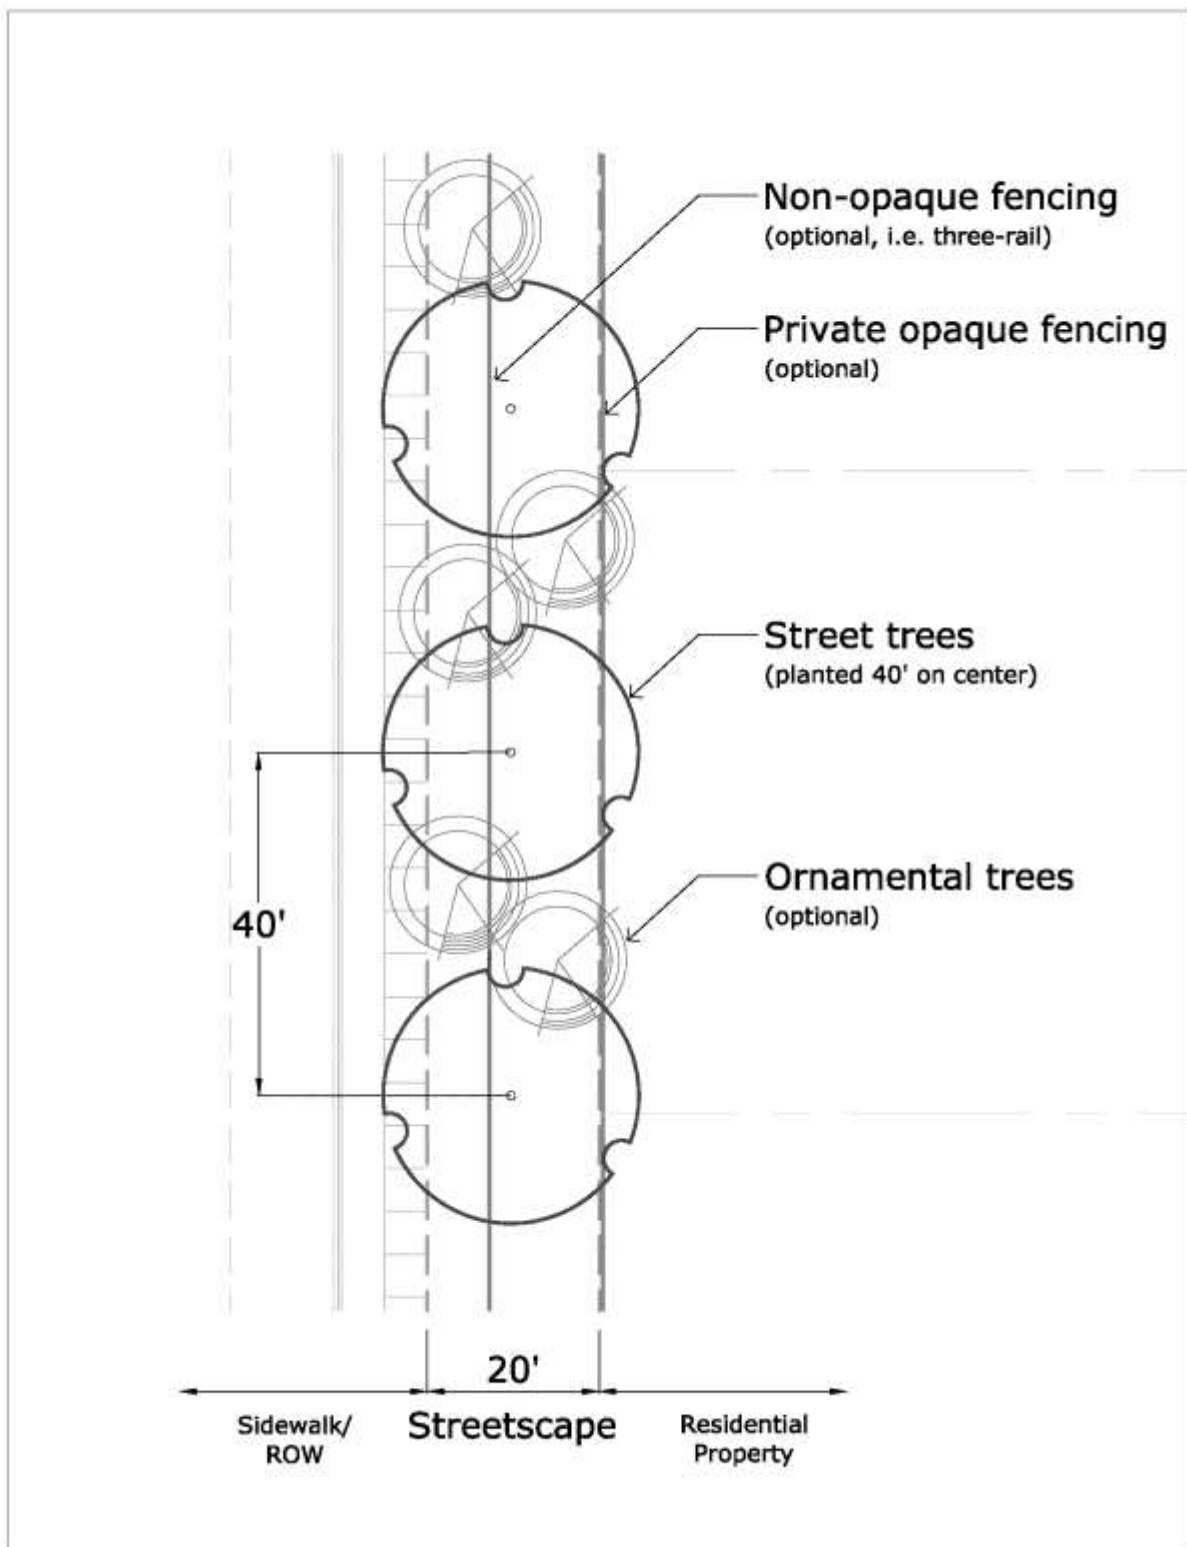 Non-opaque fencing
(optional, i.e. three-rail)
Private opaque fencing
(optional)
Street trees
(planted 40' on center)
Ornamental trees
(optional)
40'
20'
Sidewalk/
ROW
Streetscape
Residential
Property